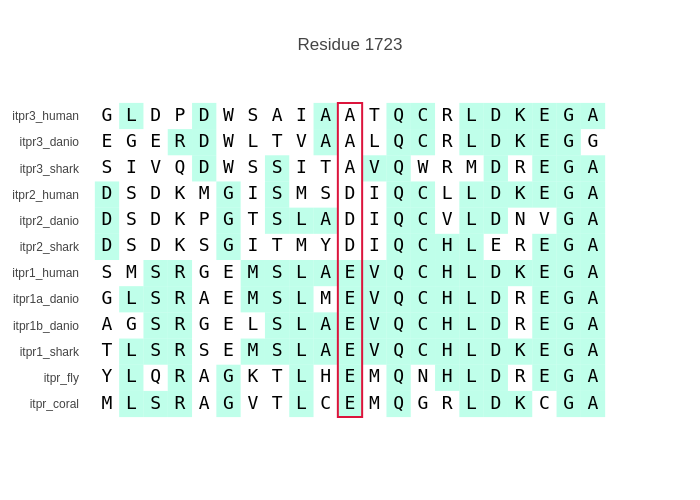 Residue 1723
itpr3_human G L D P D W S A I A A T Q C R L D K E G A
itpr3_danio E G E R D W L T V A A L Q C R L D K E G G
itpr3_shark S I V Q D W S S I T A V Q W R M D R E G A
itpr2_human D S D K M G I S M S D I Q C L L D K E G A
itpr2_danio D S D K P G T S L A D I Q C V L D N V G A
itpr2_shark D S D K S G I T M Y D I Q C H L E R E G A
itpr1_human S M S R G E M S L A E V Q C H L D K E G A
itpr1a_danio G L S R A E M S L M E V Q C H L D R E G A
itpr1b_danio A G S R G E L S L A E V Q C H L D R E G A
itpr1_shark T L S R S E M S L A E V Q C H L D K E G A
itpr_fly Y L Q R A G K T L H E M Q N H L D R E G A
itpr_coral M L S R A G V T L C E M Q G R L D K C G A